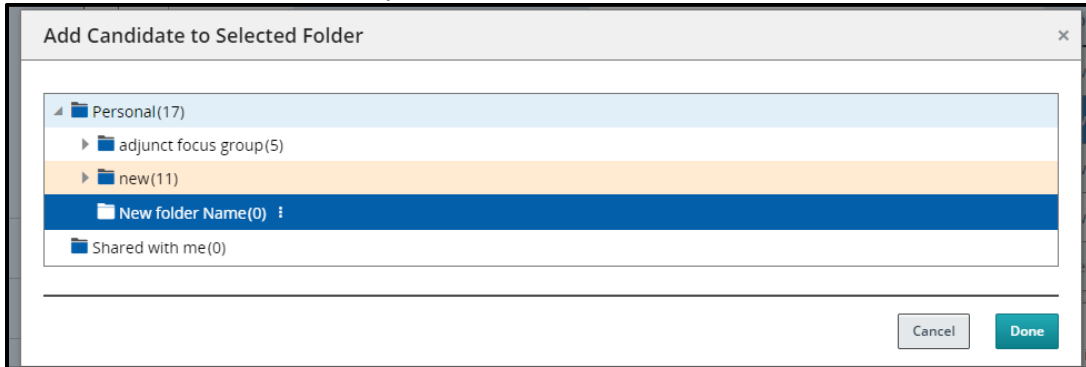 Add Candidate to Selected Folder ×
Personal(17)
adjunct focus group(5)
new(11)
New folder Name(0)
Shared with me(0)
Cancel Done